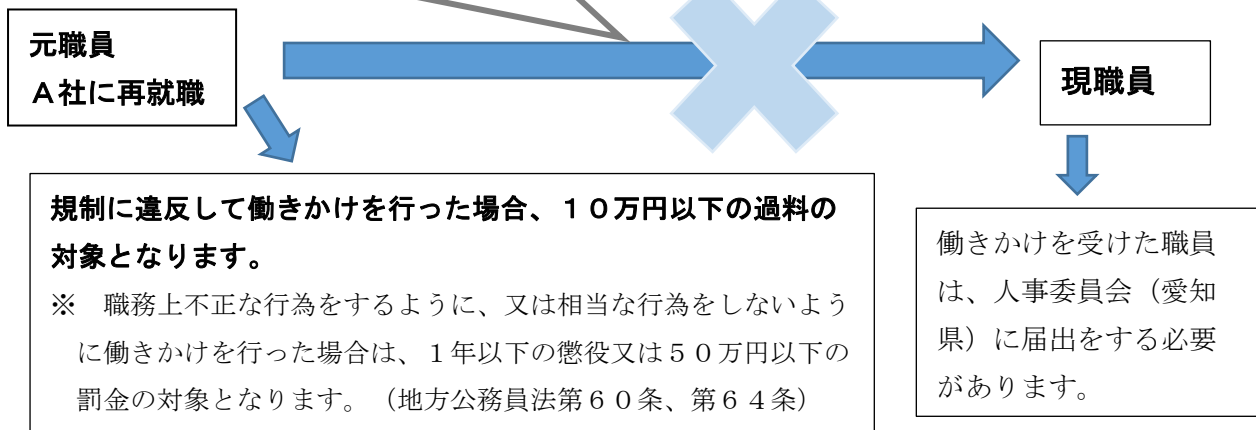 元職員
A社に再就職
現職員
規制に違反して働きかけを行った場合、10万円以下の過料の
対象となります。
※ 職務上不正な行為をするように、又は相当な行為をしないよう
に働きかけを行った場合は、1年以下の懲役又は50万円以下の
罰金の対象となります。(地方公務員法第60条、第64条)
働きかけを受けた職員
は、人事委員会(愛知
県)に届出をする必要
があります。